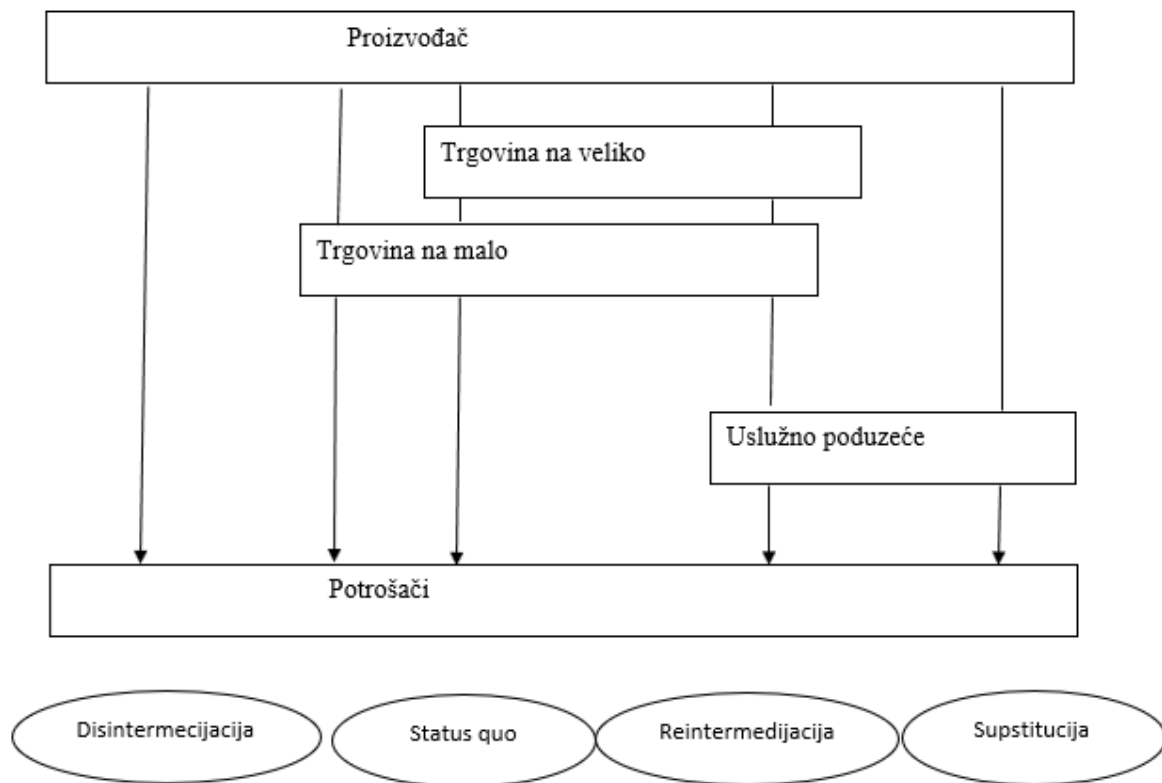 Proizvođač
Trgovina na veliko
Trgovina na malo
Uslužno poduzeće
Potrošači
Disintermecijacija
Status quo
Reintermedijacija
Supstitucija